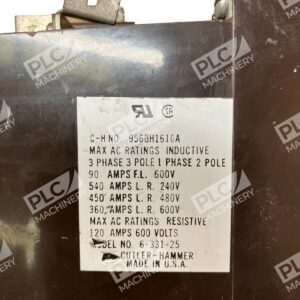 C-H NO. 9560H1610A
MAX AC RATINGS INDUCTIVE
3 PHASE 3 POLE 1 PHASE 2 POLE
90 AMPS F.L. 600V
540 AMPS L.R. 240V
450 AMPS L.R. 480V
360 AMPS L.R. 600V
MAX AC RATINGS RESISTIVE
120 AMPS 600 VOLTS
MODEL NO. 6-331-25
CUTLER-HAMMER
MADE IN U.S.A.
PLC
MACHINERY